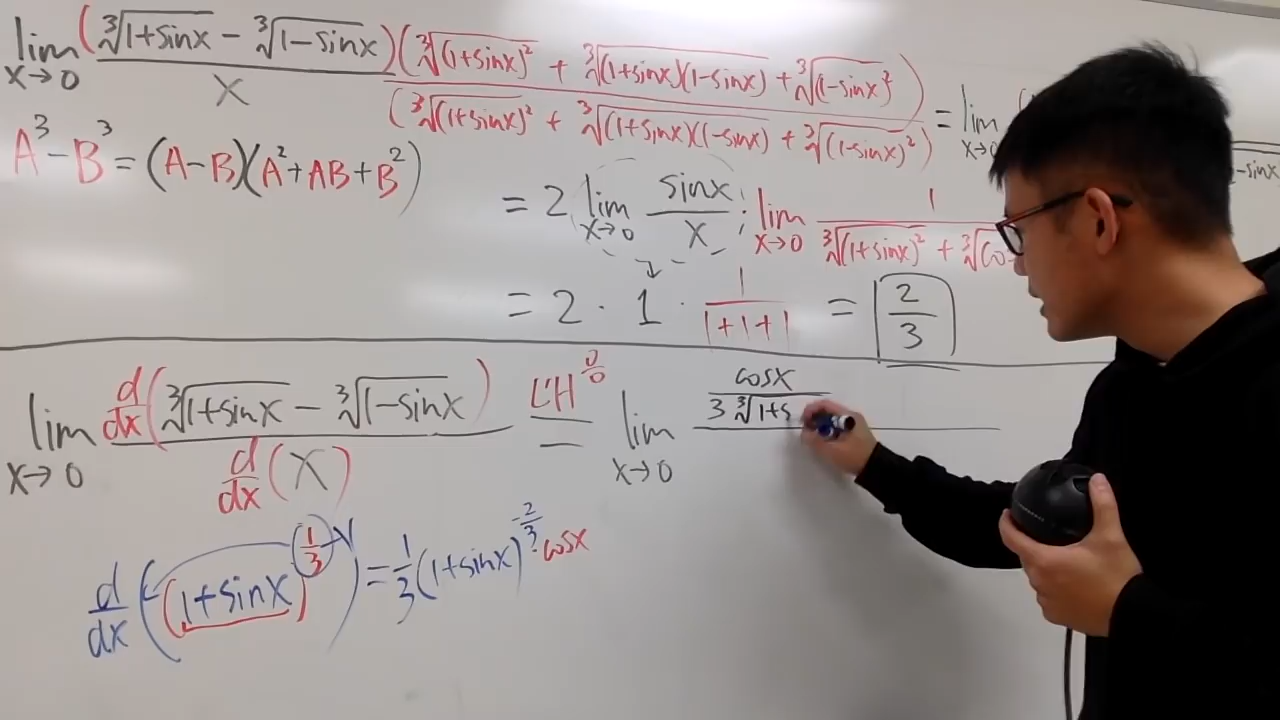 lim x→0 (∛(1+sinx) - ∛(1-sinx))/x · (∛(1+sinx)² + ∛(1+sinx)(1-sinx) + ∛(1-sinx)²)/(∛(1+sinx)² + ∛(1+sinx)(1-sinx) + ∛(1-sinx)²) = lim x→0
-sinx
A³-B³ = (A-B)(A²+AB+B²)
= 2 lim x→0 sinx/x · lim x→0 1/(∛(1+sinx)² + ∛
= 2 · 1 · 1/(1+1+1) = 2/3
lim x→0 d/dx(∛(1+sinx) - ∛(1-sinx))/d/dx(x) L'H 0/0 = lim x→0 cosx/3∛(1+s
d/dx((1+sinx)^(1/3)) = 1/3(1+sinx)^(-2/3)·cosx